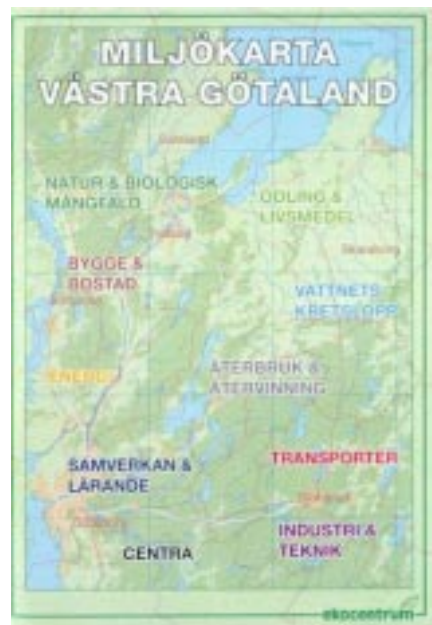 MILJÖKARTA
VÄSTRA GÖTALAND
NATUR & BIOLOGISK
MÅNGFALD
ODLING &
LIVSMEDEL
BYGGE &
BOSTAD
VATTNETS
KRETSLOPP
ENERGI
ÅTERBRUK &
ÅTERVINNING
SAMVERKAN &
LÄRANDE
TRANSPORTER
CENTRA
INDUSTRI &
TEKNIK
ekocentrum